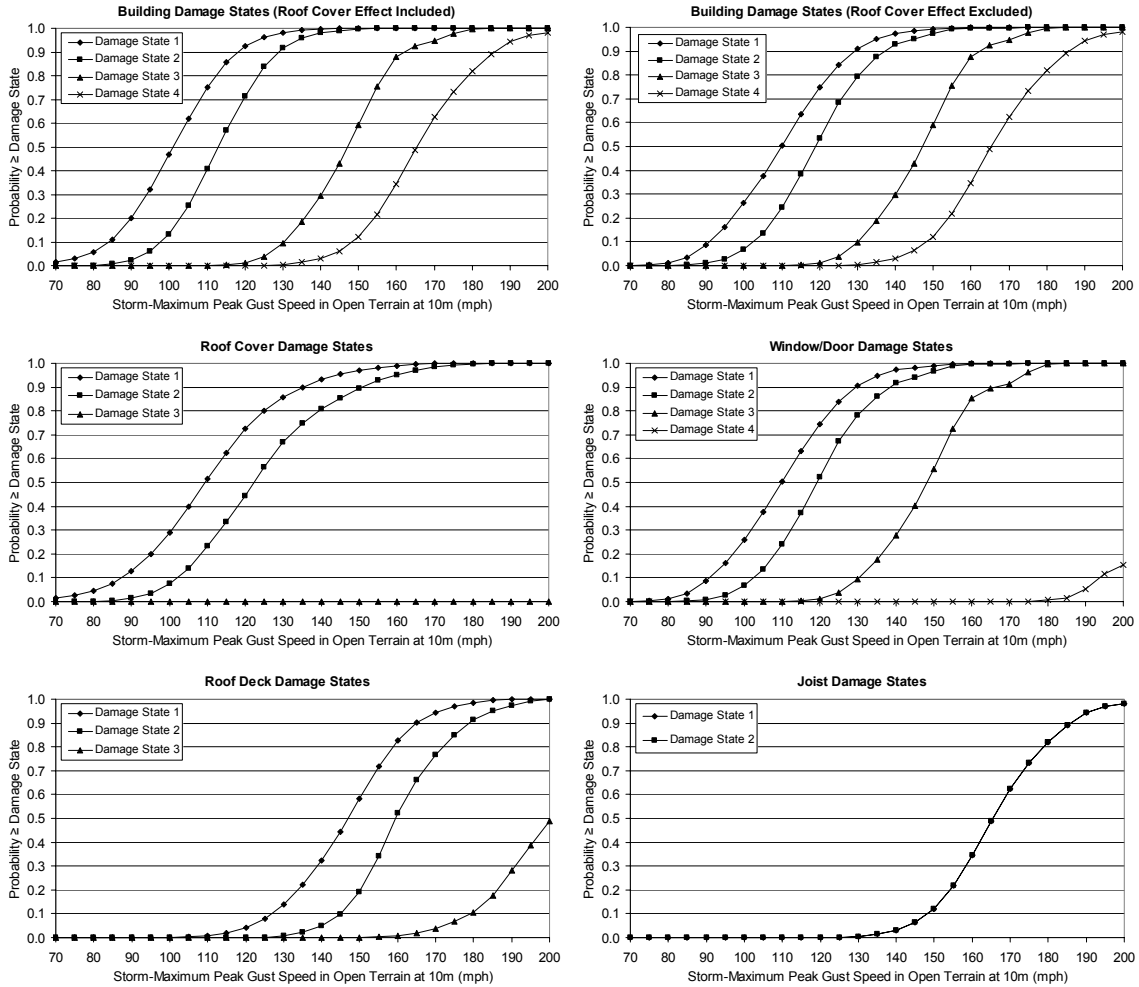 Building Damage States (Roof Cover Effect Included)
Probability ≥ Damage State
1.0
0.9
0.8
0.7
0.6
0.5
0.4
0.3
0.2
0.1
0.0
Damage State 1
Damage State 2
Damage State 3
Damage State 4
70 80 90 100 110 120 130 140 150 160 170 180 190 200
Storm-Maximum Peak Gust Speed in Open Terrain at 10m (mph)
Building Damage States (Roof Cover Effect Excluded)
Probability ≥ Damage State
1.0
0.9
0.8
0.7
0.6
0.5
0.4
0.3
0.2
0.1
0.0
Damage State 1
Damage State 2
Damage State 3
Damage State 4
70 80 90 100 110 120 130 140 150 160 170 180 190 200
Storm-Maximum Peak Gust Speed in Open Terrain at 10m (mph)
Roof Cover Damage States
Probability ≥ Damage State
1.0
0.9
0.8
0.7
0.6
0.5
0.4
0.3
0.2
0.1
0.0
Damage State 1
Damage State 2
Damage State 3
70 80 90 100 110 120 130 140 150 160 170 180 190 200
Storm-Maximum Peak Gust Speed in Open Terrain at 10m (mph)
Window/Door Damage States
Probability ≥ Damage State
1.0
0.9
0.8
0.7
0.6
0.5
0.4
0.3
0.2
0.1
0.0
Damage State 1
Damage State 2
Damage State 3
Damage State 4
70 80 90 100 110 120 130 140 150 160 170 180 190 200
Storm-Maximum Peak Gust Speed in Open Terrain at 10m (mph)
Roof Deck Damage States
Probability ≥ Damage State
1.0
0.9
0.8
0.7
0.6
0.5
0.4
0.3
0.2
0.1
0.0
Damage State 1
Damage State 2
Damage State 3
70 80 90 100 110 120 130 140 150 160 170 180 190 200
Storm-Maximum Peak Gust Speed in Open Terrain at 10m (mph)
Joist Damage States
Probability ≥ Damage State
1.0
0.9
0.8
0.7
0.6
0.5
0.4
0.3
0.2
0.1
0.0
Damage State 1
Damage State 2
70 80 90 100 110 120 130 140 150 160 170 180 190 200
Storm-Maximum Peak Gust Speed in Open Terrain at 10m (mph)